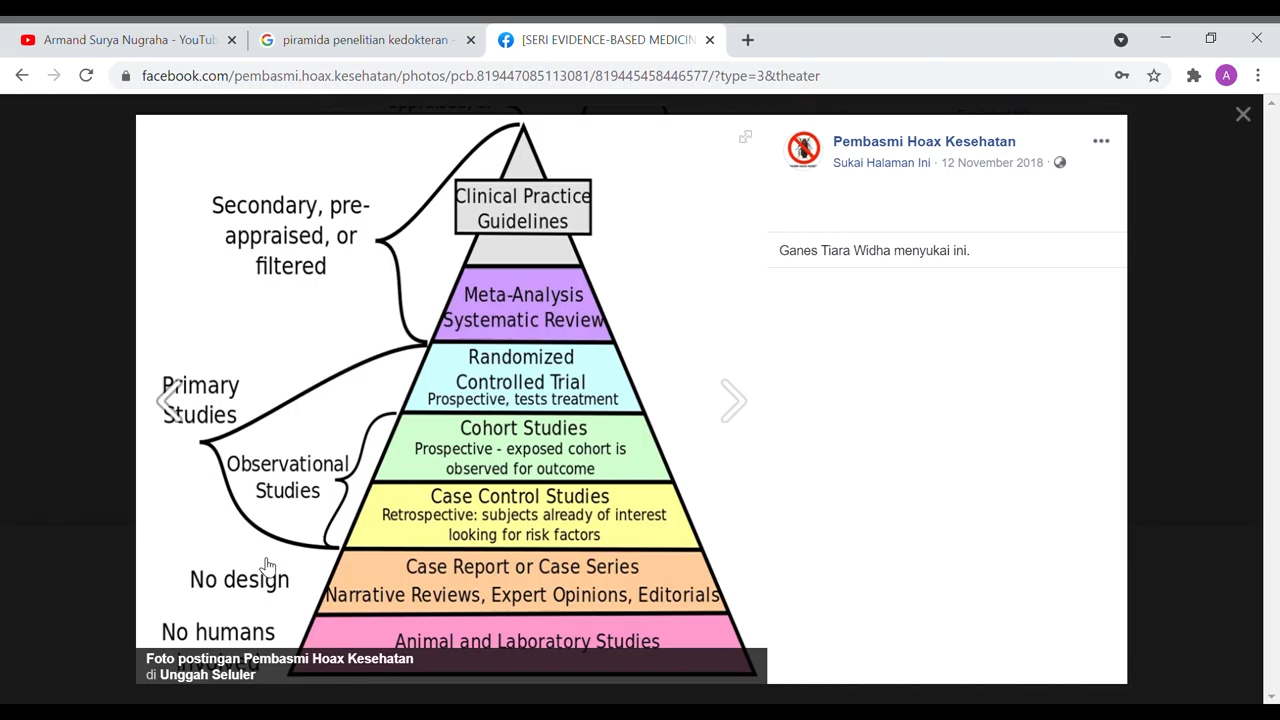 Armand Surya Nugraha - YouTub
piramida penelitian kedokteran -
[SERI EVIDENCE-BASED MEDICIN
facebook.com/pembasmi.hoax.kesehatan/photos/pcb.819447085113081/819445458446577/?type=3&theater
A
Secondary, pre-
appraised, or
filtered
Clinical Practice
Guidelines
Meta-Analysis
Systematic Review
Primary
Studies
Randomized
Controlled Trial
Prospective, tests treatment
Observational
Studies
Cohort Studies
Prospective - exposed cohort is
observed for outcome
Case Control Studies
Retrospective: subjects already of interest
looking for risk factors
No design
Case Report or Case Series
Narrative Reviews, Expert Opinions, Editorials
No humans
involved
Animal and Laboratory Studies
Foto postingan Pembasmi Hoax Kesehatan
di Unggah Seluler
Pembasmi Hoax Kesehatan
Sukai Halaman Ini · 12 November 2018 ·
Ganes Tiara Widha menyukai ini.